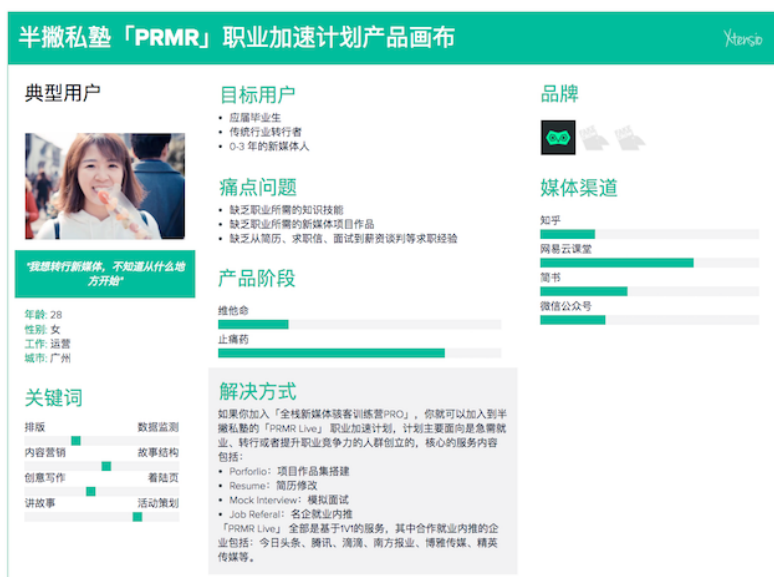 半撇私塾「PRMR」职业加速计划产品画布
Xtensio
典型用户
"我想转行新媒体，不知道从什么地
方开始"
年龄: 28
性别: 女
工作: 运营
城市: 广州
关键词
排版 数据监测
内容营销 故事结构
创意写作 着陆页
讲故事 活动策划
目标用户
• 应届毕业生
• 传统行业转行者
• 0-3 年的新媒体人
痛点问题
• 缺乏职业所需的知识技能
• 缺乏职业所需的新媒体项目作品
• 缺乏从简历、求职信、面试到薪资谈判等求职经验
产品阶段
维他命
止痛药
解决方式
如果你加入「全栈新媒体骇客训练营PRO」，你就可以加入到半
撇私塾的「PRMR Live」 职业加速计划，计划主要面向是急需就
业、转行或者提升职业竞争力的人群创立的，核心的服务内容
包括：
• Porforlio：项目作品集搭建
• Resume：简历修改
• Mock Interview：模拟面试
• Job Referal：名企就业内推
「PRMR Live」 全部是基于1V1的服务，其中合作就业内推的企
业包括：今日头条、腾讯、滴滴、南方报业、博雅传媒、精英
传媒等。
品牌
媒体渠道
知乎
网易云课堂
简书
微信公众号